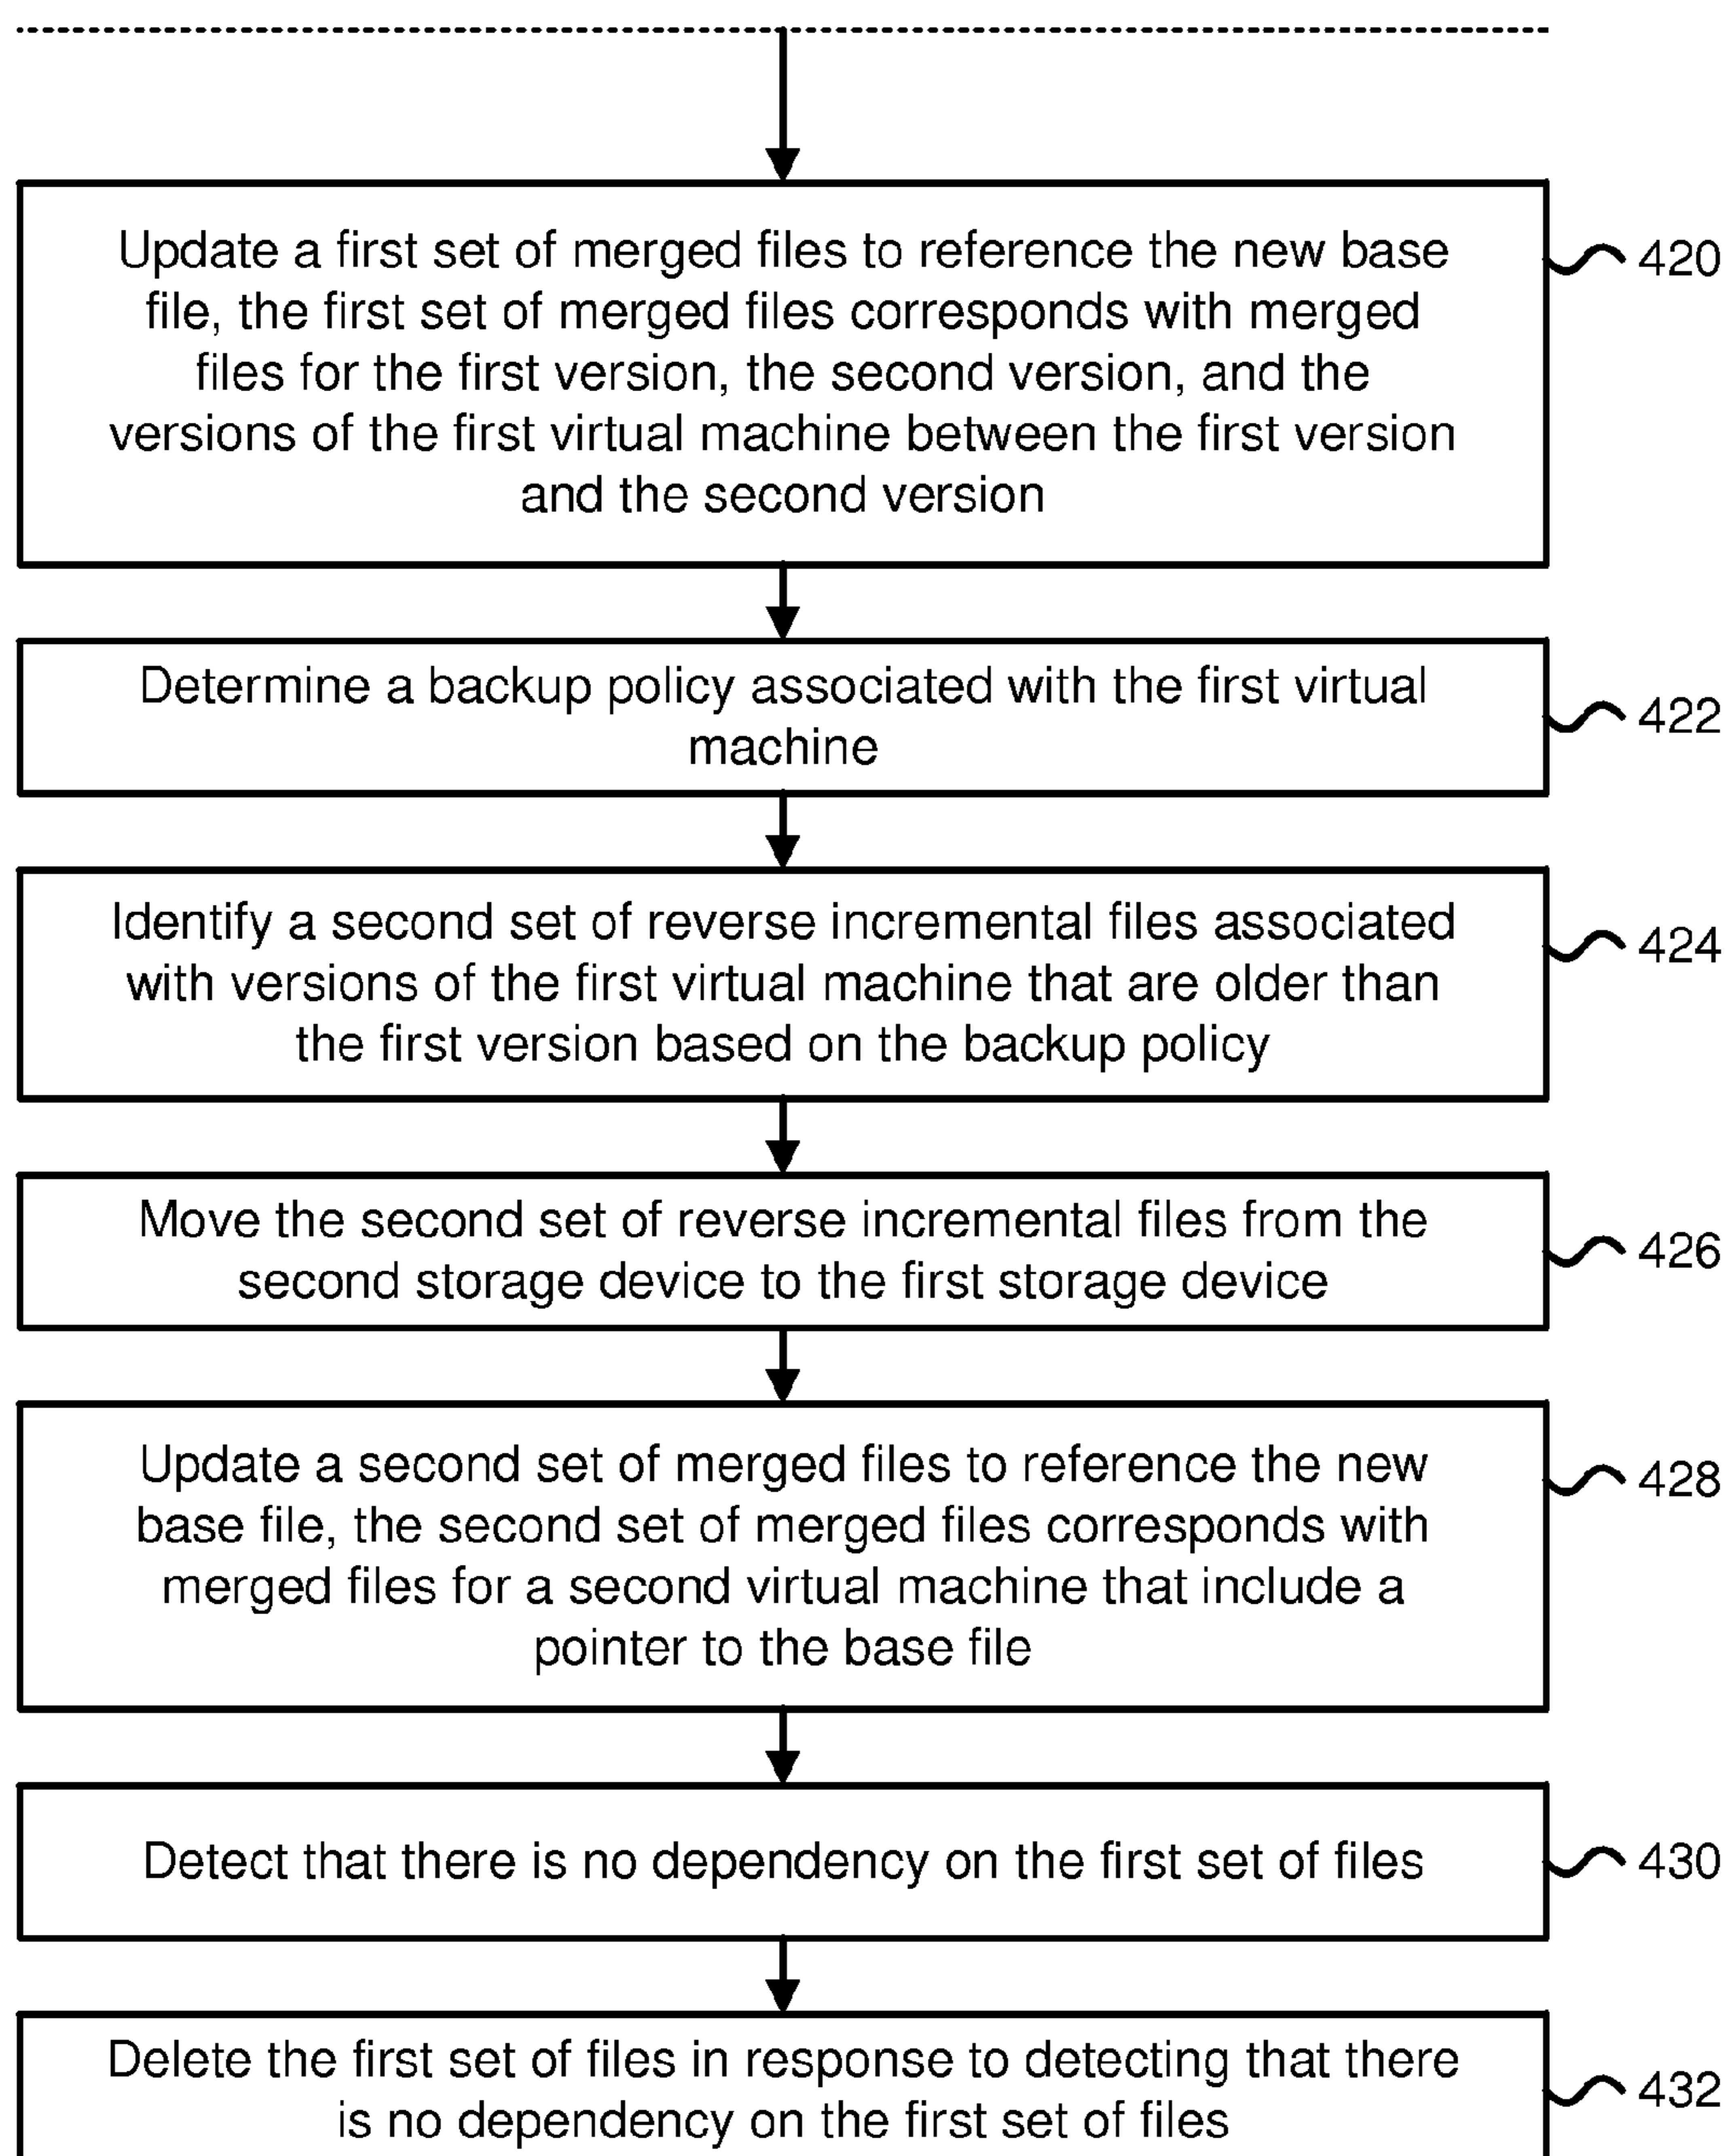 Update a first set of merged files to reference the new base
420
file, the first set of merged files corresponds with merged
files for the first version, the second version, and the
versions of the first virtual machine between the first version
and the second version
Determine a backup policy associated with the first virtual
422
machine
Identify a second set of reverse incremental files associated
424
with versions of the first virtual machine that are older than
the first version based on the backup policy
Move the second set of reverse incremental files from the
426
second storage device to the first storage device
Update a second set of merged files to reference the new
428
base file, the second set of merged files corresponds with
merged files for a second virtual machine that include a
pointer to the base file
Detect that there is no dependency on the first set of files
430
Delete the first set of files in response to detecting that there
432
is no dependency on the first set of files